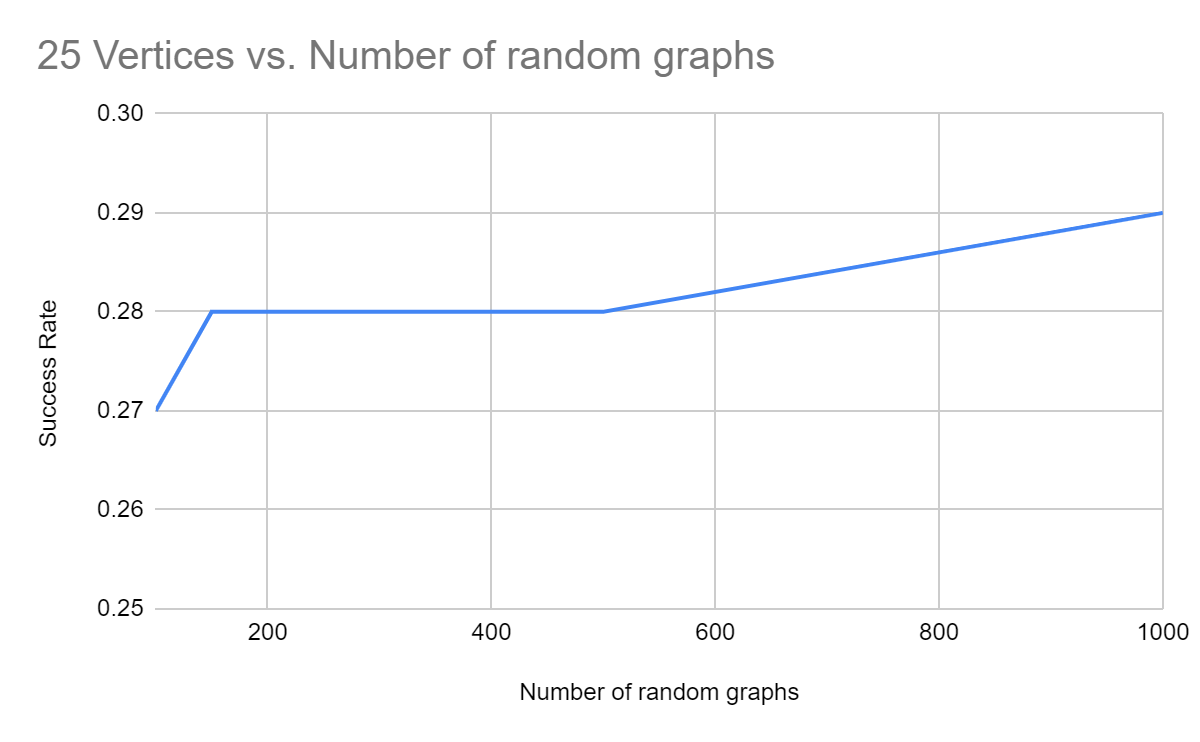 25 Vertices vs. Number of random graphs
0.30
0.29
0.28
0.27
0.26
0.25
Success Rate
200 400 600 800 1000
Number of random graphs